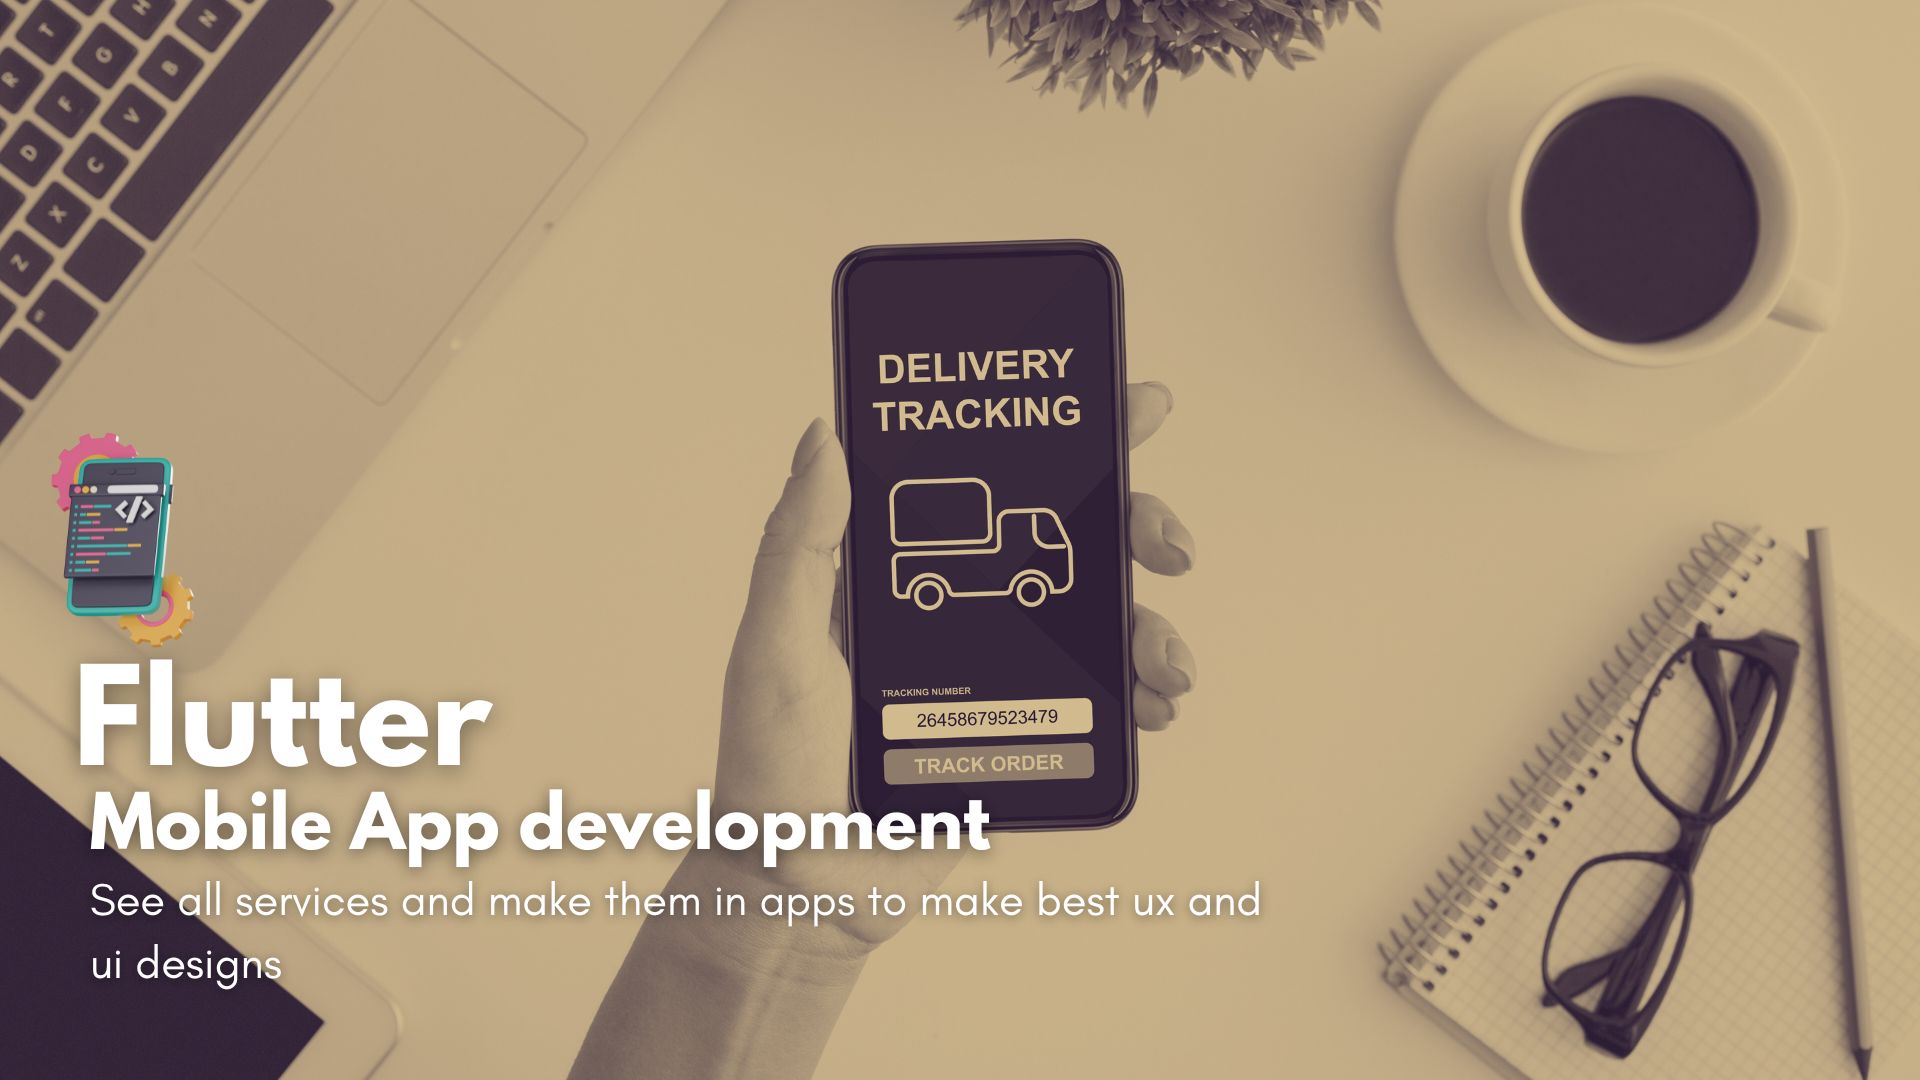 T
H
N
R
G
B
F
V
D
C
X
Z
DELIVERY
TRACKING
TRACKING NUMBER
26458679523479
TRACK ORDER
</>
Flutter
Mobile App development
See all services and make them in apps to make best ux and
ui designs